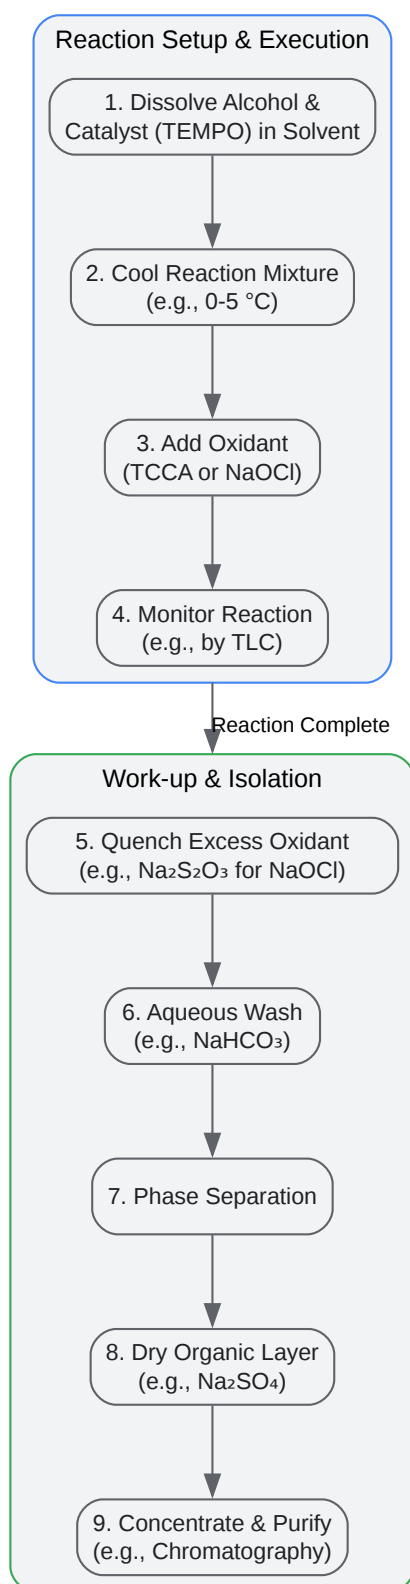 Reaction Setup & Execution
1. Dissolve Alcohol &
Catalyst (TEMPO) in Solvent
2. Cool Reaction Mixture
(e.g., 0-5 °C)
3. Add Oxidant
(TCCA or NaOCl)
4. Monitor Reaction
(e.g., by TLC)
Reaction Complete
Work-up & Isolation
5. Quench Excess Oxidant
(e.g., Na₂S₂O₃ for NaOCl)
6. Aqueous Wash
(e.g., NaHCO₃)
7. Phase Separation
8. Dry Organic Layer
(e.g., Na₂SO₄)
9. Concentrate & Purify
(e.g., Chromatography)